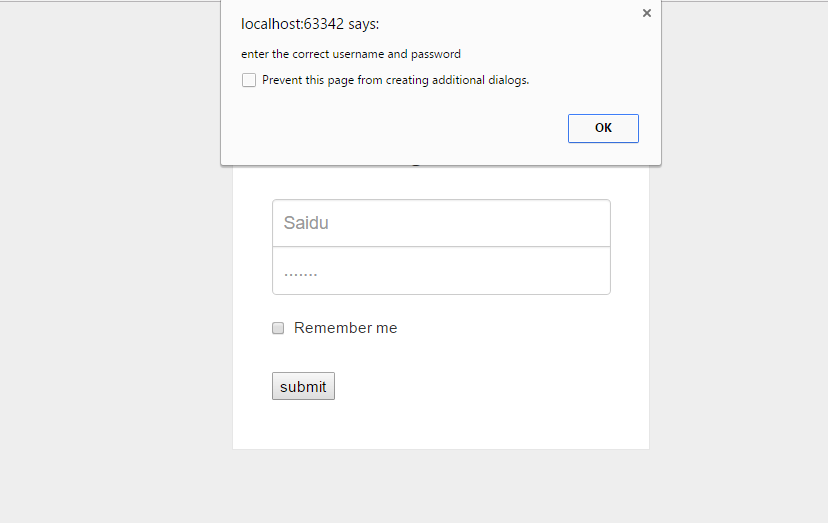 localhost:63342 says:
enter the correct username and password
Prevent this page from creating additional dialogs.
OK
Saidu
.......
Remember me
submit